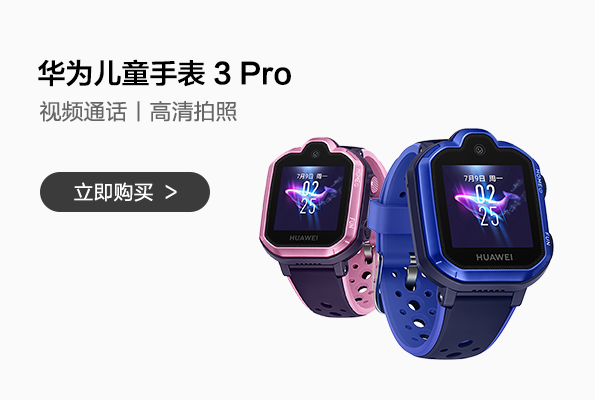 华为儿童手表 3 Pro
视频通话丨高清拍照
立即购买 >
7月9日 周一
02
25
HUAWEI
7月9日 周一
02
25
HUAWEI
HOME
FUN